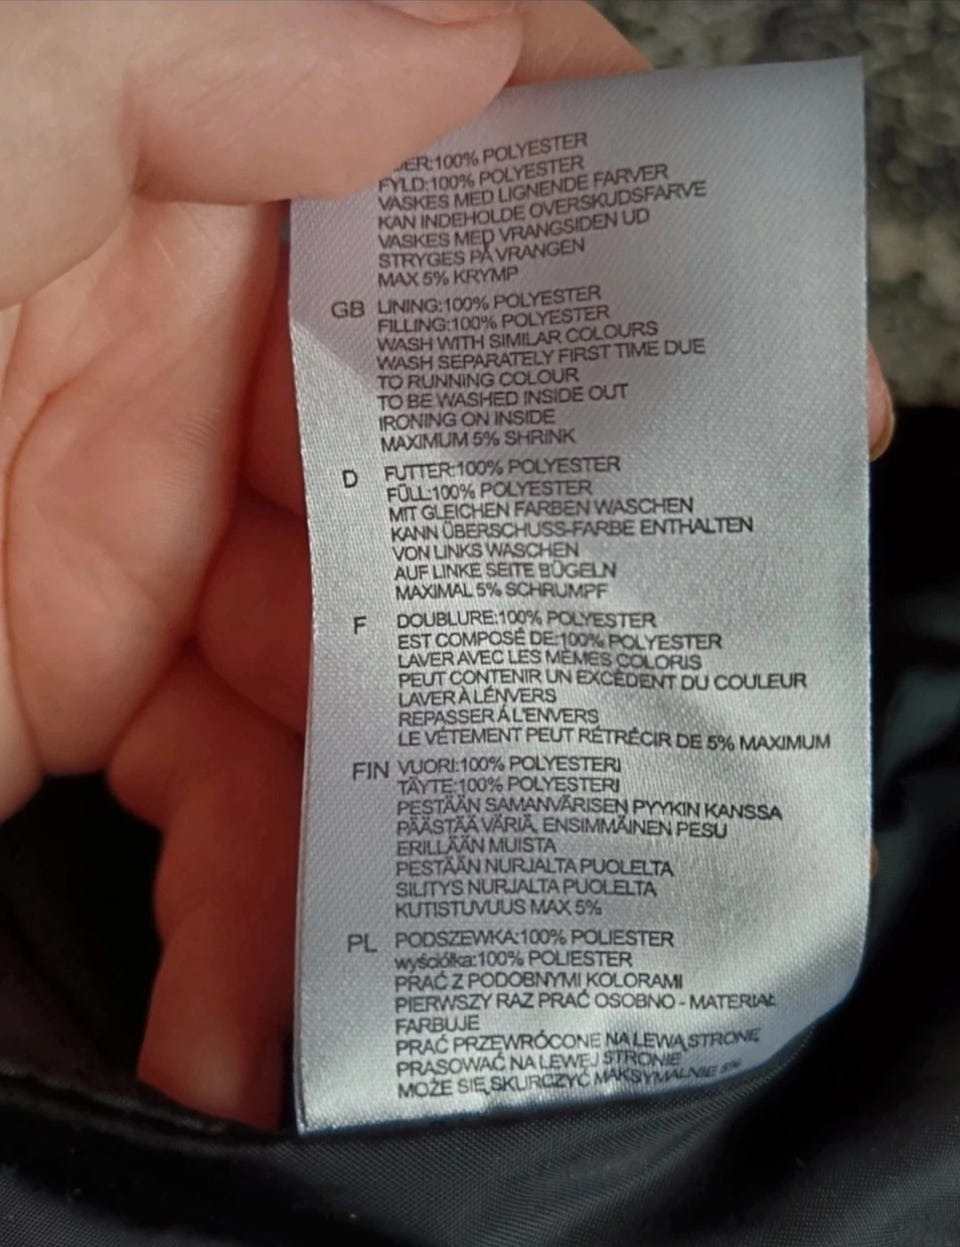 ER:100% POLYESTER
FYLD:100% POLYESTER
VASKES MED LIGNENDE FARVER
KAN INDEHOLDE OVERSKUDSFARVE
VASKES MED VRANGSIDEN UD
STRYGES PÅ VRANGEN
MAX 5% KRYMP
GB LINING:100% POLYESTER
FILLING:100% POLYESTER
WASH WITH SIMILAR COLOURS
WASH SEPARATELY FIRST TIME DUE
TO RUNNING COLOUR
TO BE WASHED INSIDE OUT
IRONING ON INSIDE
MAXIMUM 5% SHRINK
D FUTTER:100% POLYESTER
FÜLL:100% POLYESTER
MIT GLEICHEN FARBEN WASCHEN
KANN ÜBERSCHUSS-FARBE ENTHALTEN
VON LINKS WASCHEN
AUF LINKE SEITE BÜGELN
MAXIMAL 5% SCHRUMPF
F DOUBLURE:100% POLYESTER
EST COMPOSÉ DE:100% POLYESTER
LAVER AVEC LES MÊMES COLORIS
PEUT CONTENIR UN EXCÉDENT DU COULEUR
LAVER À LÉNVERS
REPASSER Á L'ENVERS
LE VÉTEMENT PEUT RÉTRÉCIR DE 5% MAXIMUM
FIN VUORI:100% POLYESTERI
TÄYTE:100% POLYESTERI
PESTÄÄN SAMANVÄRISEN PYYKIN KANSSA
PÄÄSTÄÄ VÄRIÄ, ENSIMMÄINEN PESU
ERILLÄÄN MUISTA
PESTÄÄN NURJALTA PUOLELTA
SILITYS NURJALTA PUOLELTA
KUTISTUVUUS MAX 5%
PL PODSZEWKA:100% POLIESTER
wyściółka:100% POLIESTER
PRAĆ Z PODOBNYMI KOLORAMI
PIERWSZY RAZ PRAĆ OSOBNO - MATERIAŁ
FARBUJE
PRAĆ PRZEWRÓCONE NA LEWĄ STRONĘ
PRASOWAĆ NA LEWEJ STRONIE
MOŻE SIĘ SKURCZYĆ MAKSYMALNIE 5%